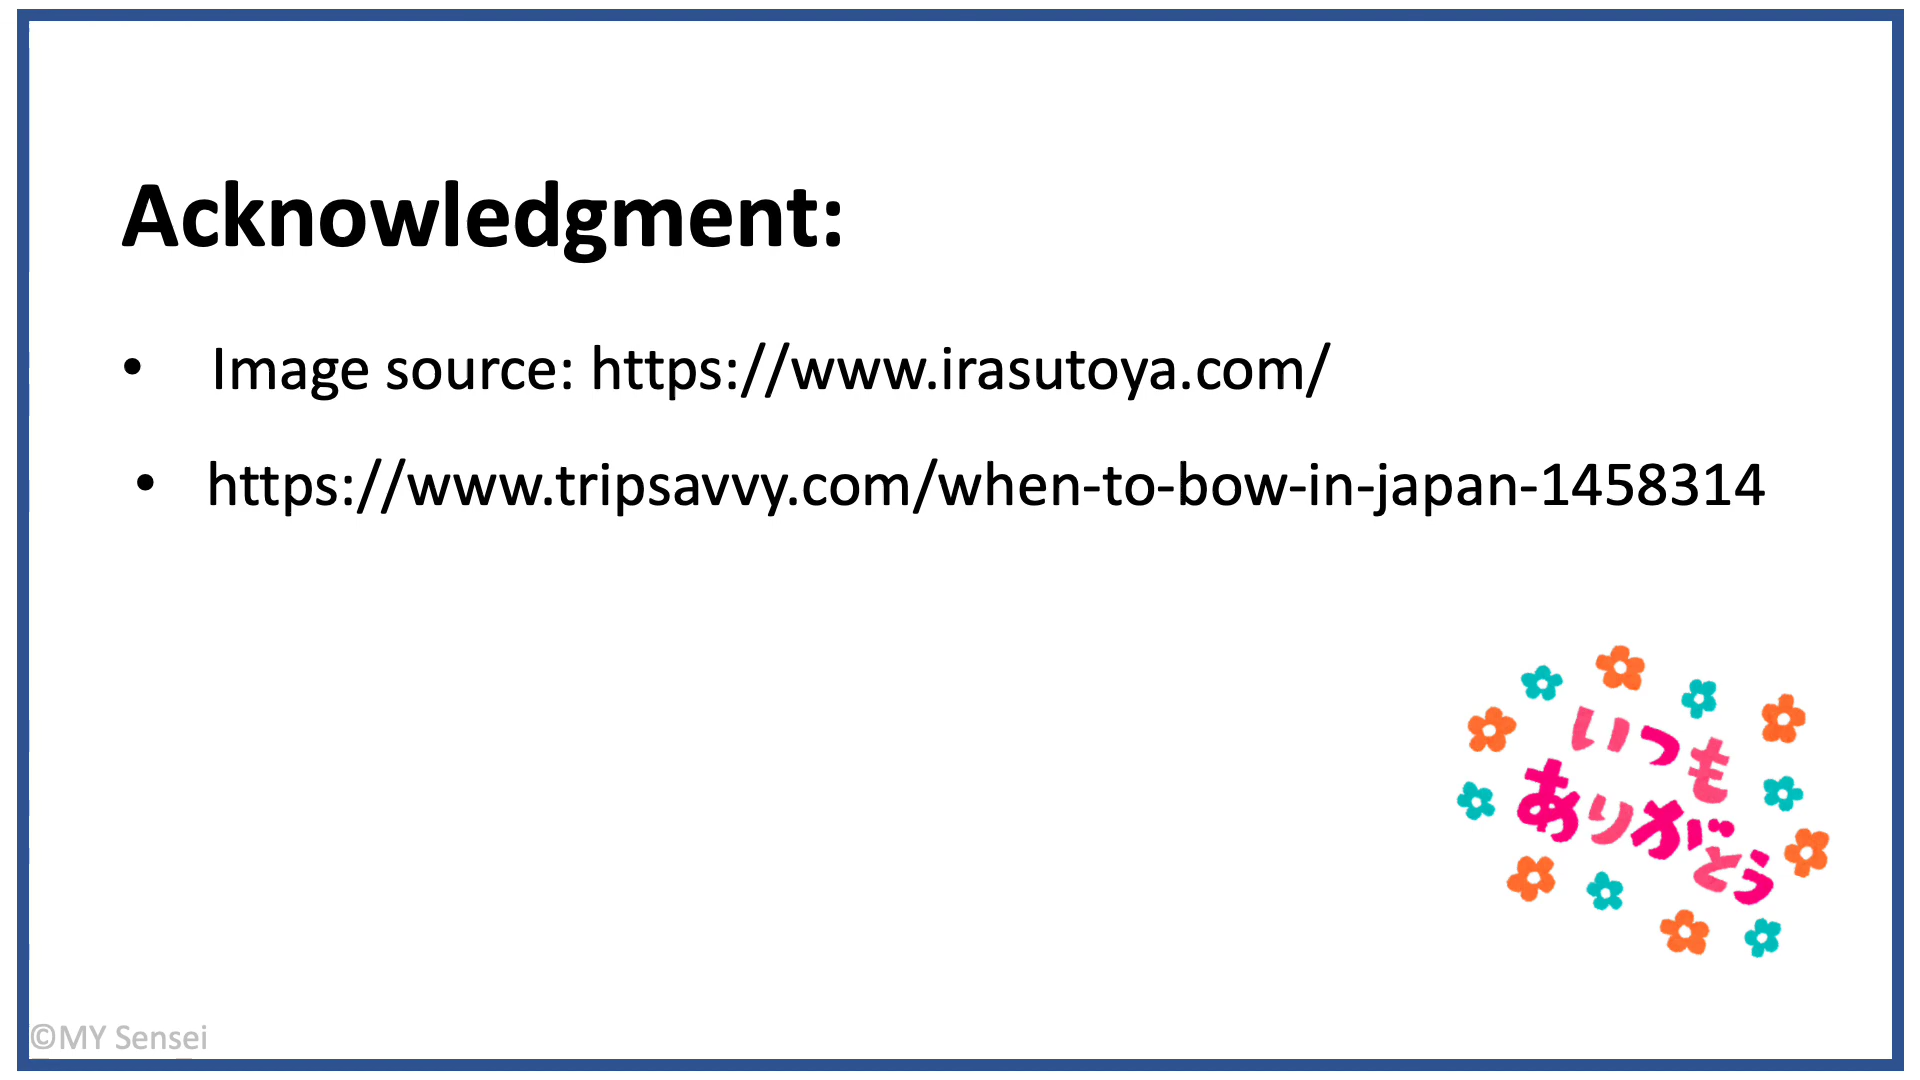 Acknowledgment:
• Image source: https://www.irasutoya.com/
• https://www.tripsavvy.com/when-to-bow-in-japan-1458314
いつも
ありがとう
©MY Sensei